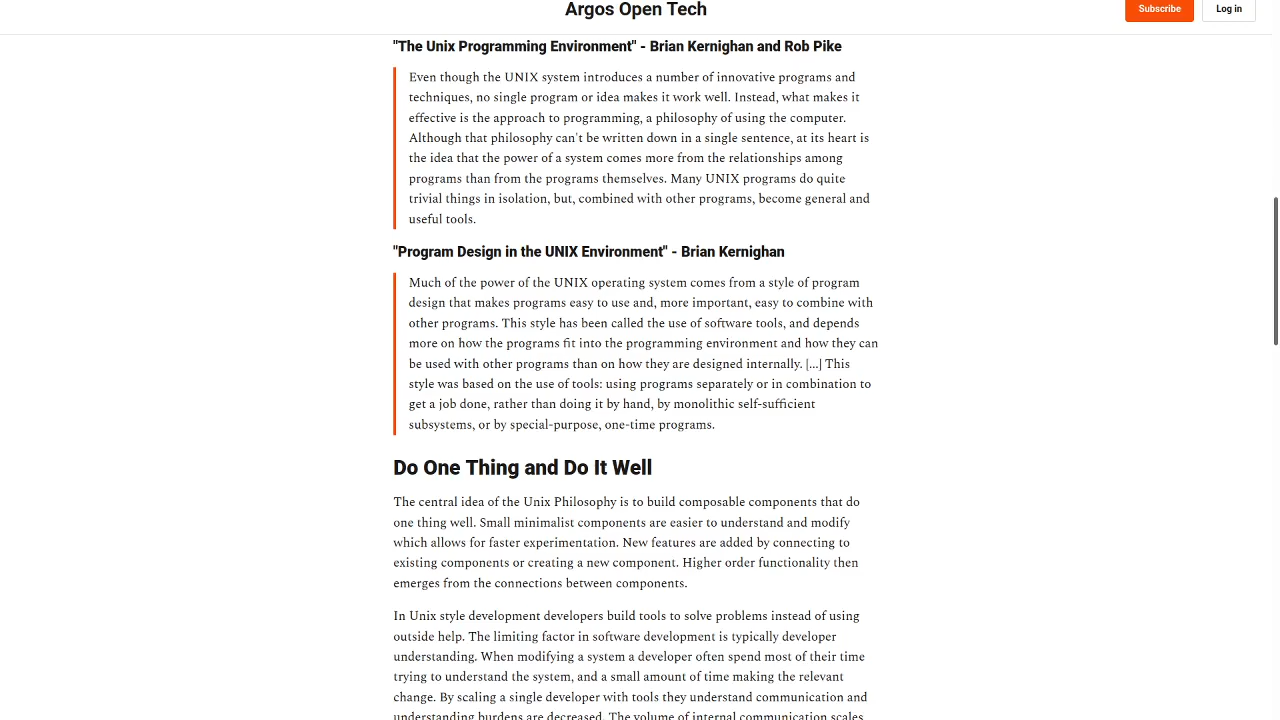 Argos Open Tech
Subscribe
Log in
"The Unix Programming Environment" - Brian Kernighan and Rob Pike
Even though the UNIX system introduces a number of innovative programs and
techniques, no single program or idea makes it work well. Instead, what makes it
effective is the approach to programming, a philosophy of using the computer.
Although that philosophy can't be written down in a single sentence, at its heart is
the idea that the power of a system comes more from the relationships among
programs than from the programs themselves. Many UNIX programs do quite
trivial things in isolation, but, combined with other programs, become general and
useful tools.
"Program Design in the UNIX Environment" - Brian Kernighan
Much of the power of the UNIX operating system comes from a style of program
design that makes programs easy to use and, more important, easy to combine with
other programs. This style has been called the use of software tools, and depends
more on how the programs fit into the programming environment and how they can
be used with other programs than on how they are designed internally. [...] This
style was based on the use of tools: using programs separately or in combination to
get a job done, rather than doing it by hand, by monolithic self-sufficient
subsystems, or by special-purpose, one-time programs.
Do One Thing and Do It Well
The central idea of the Unix Philosophy is to build composable components that do
one thing well. Small minimalist components are easier to understand and modify
which allows for faster experimentation. New features are added by connecting to
existing components or creating a new component. Higher order functionality then
emerges from the connections between components.
In Unix style development developers build tools to solve problems instead of using
outside help. The limiting factor in software development is typically developer
understanding. When modifying a system a developer often spend most of their time
trying to understand the system, and a small amount of time making the relevant
change. By scaling a single developer with tools they understand communication and
understanding burdens are decreased. The volume of internal communication scales